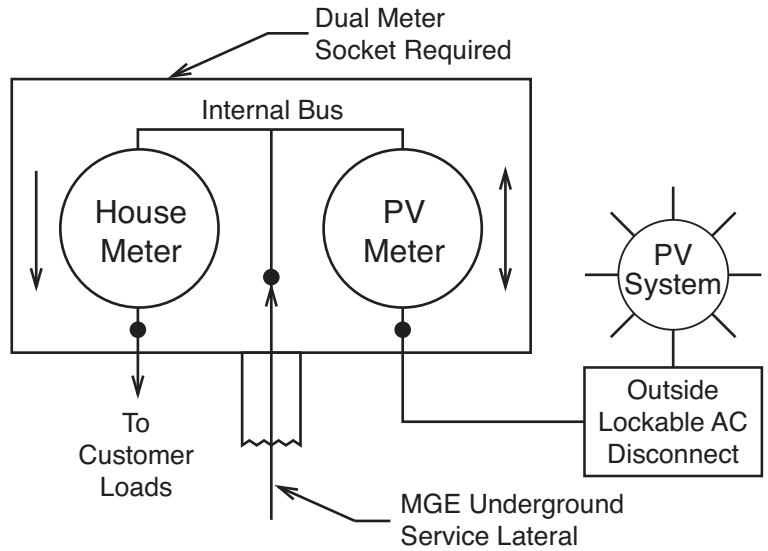 Dual Meter
Socket Required
Internal Bus
House
Meter
PV
Meter
PV
System
Outside
Lockable AC
Disconnect
To
Customer
Loads
MGE Underground
Service Lateral